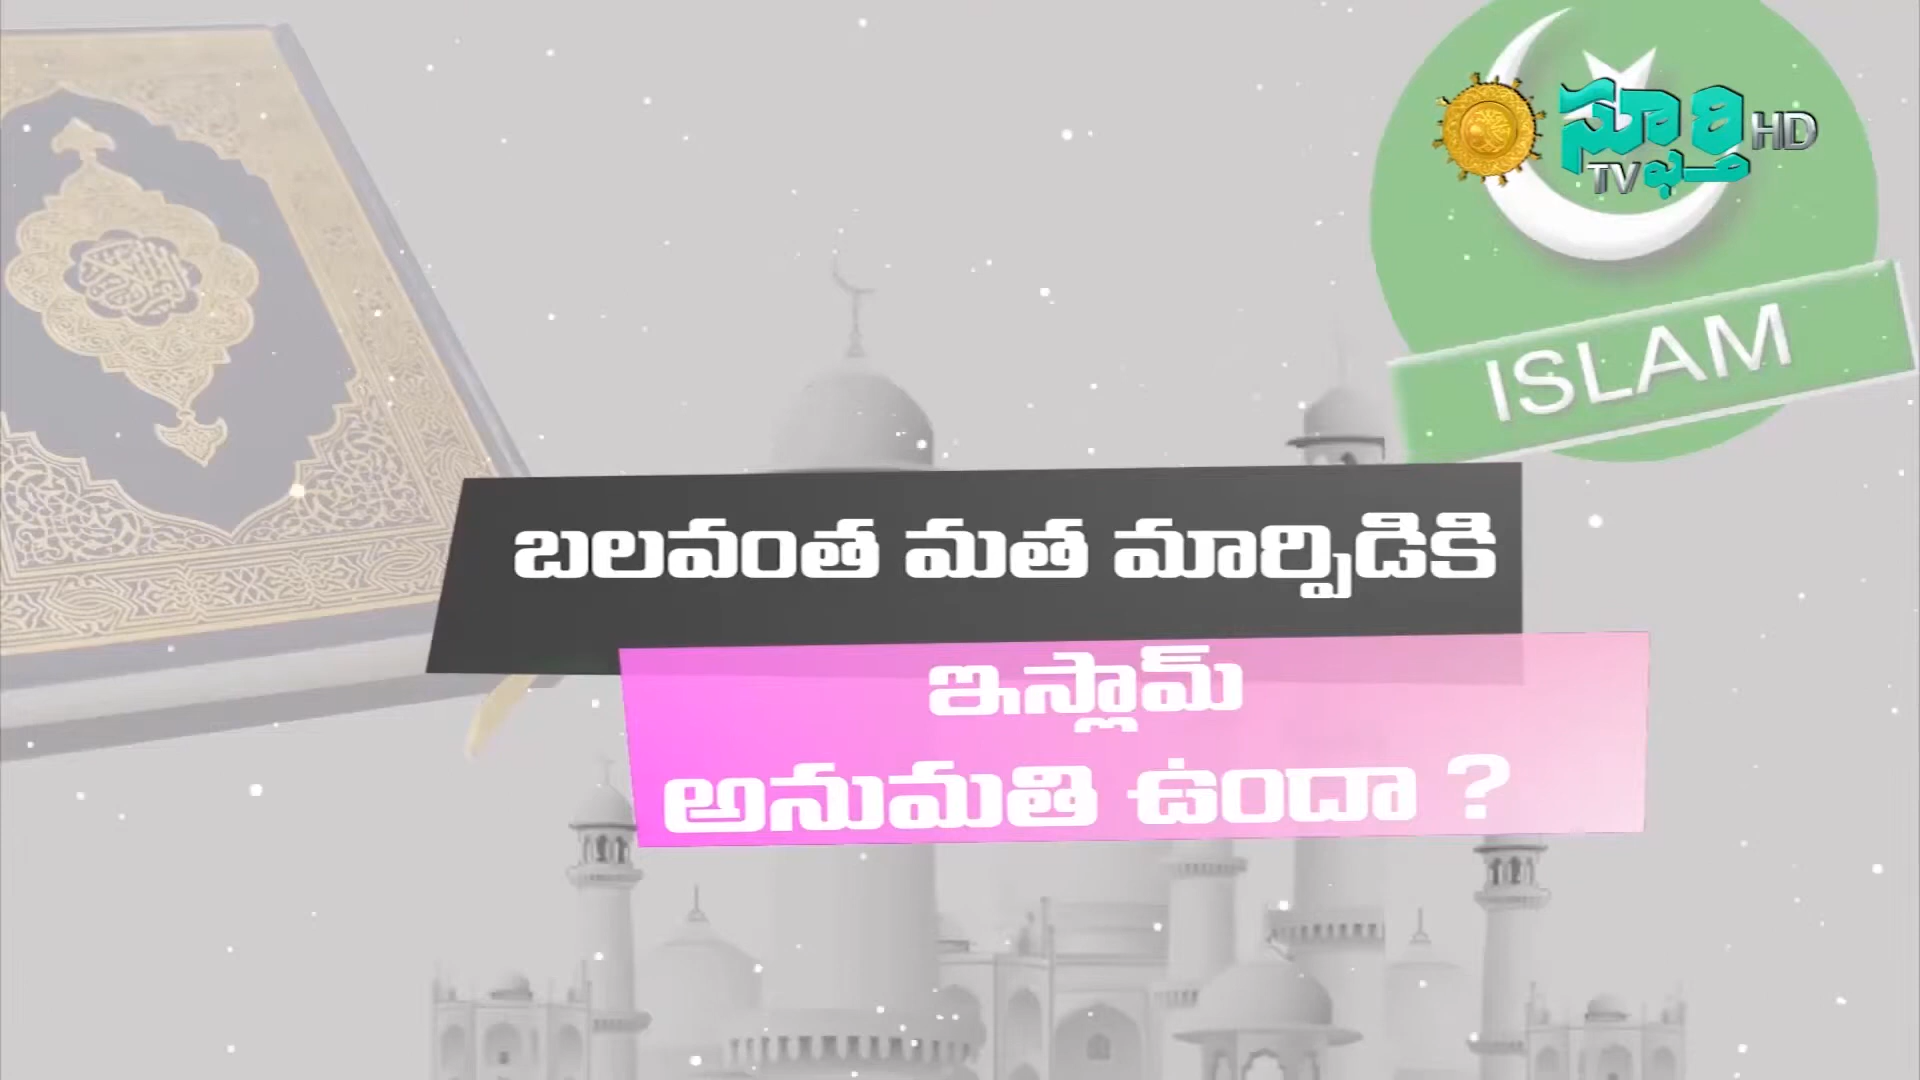 స్ఫూర్తి HD
TV
ISLAM
బలవంత మత మార్పిడికి
ఇస్లామ్
అనుమతి ఉందా ?